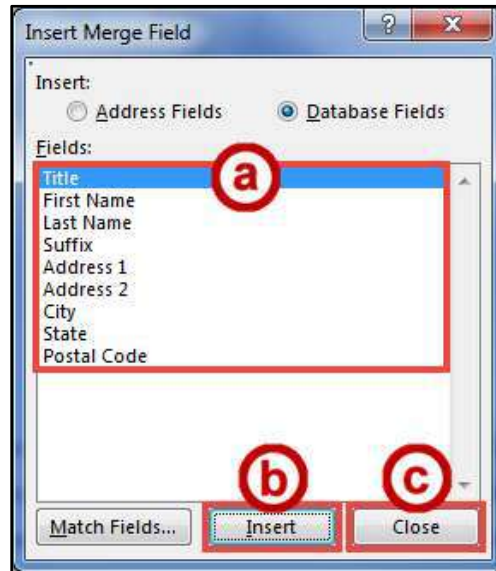 Insert Merge Field ? X
Insert:
Address Fields Database Fields
Fields:
Title
First Name
Last Name
Suffix
Address 1
Address 2
City
State
Postal Code
a
b c
Match Fields... Insert Close